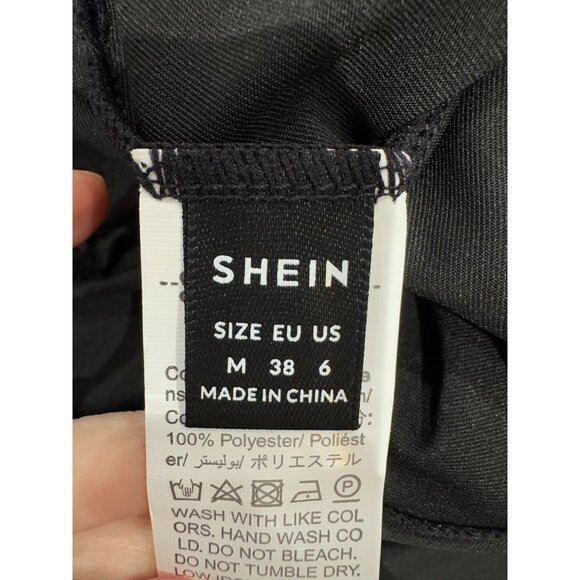 SHEIN
SIZE EU US
M 38 6
MADE IN CHINA
100% Polyester/ Poliést
er/ بوليستر/ ポリエステル
WASH WITH LIKE COL
ORS. HAND WASH CO
LD. DO NOT BLEACH.
DO NOT TUMBLE DRY.